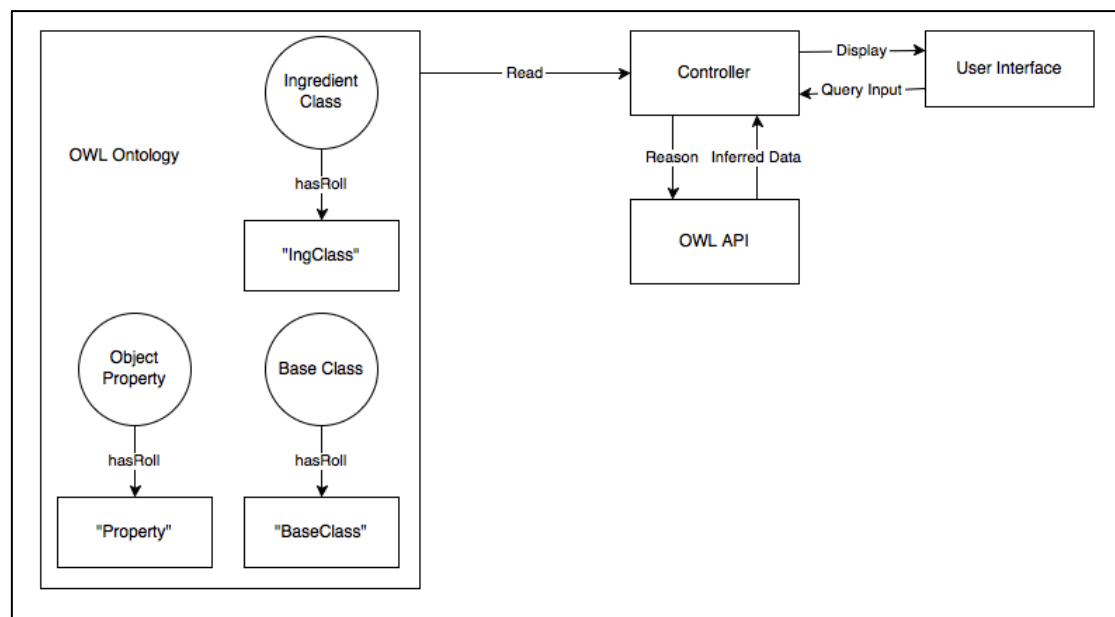 Ingredient
Class
OWL Ontology
hasRoll
"IngClass"
Object
Property
Base Class
hasRoll
hasRoll
"Property"
"BaseClass"
Read
Controller
Display
Query Input
User Interface
Reason
Inferred Data
OWL API